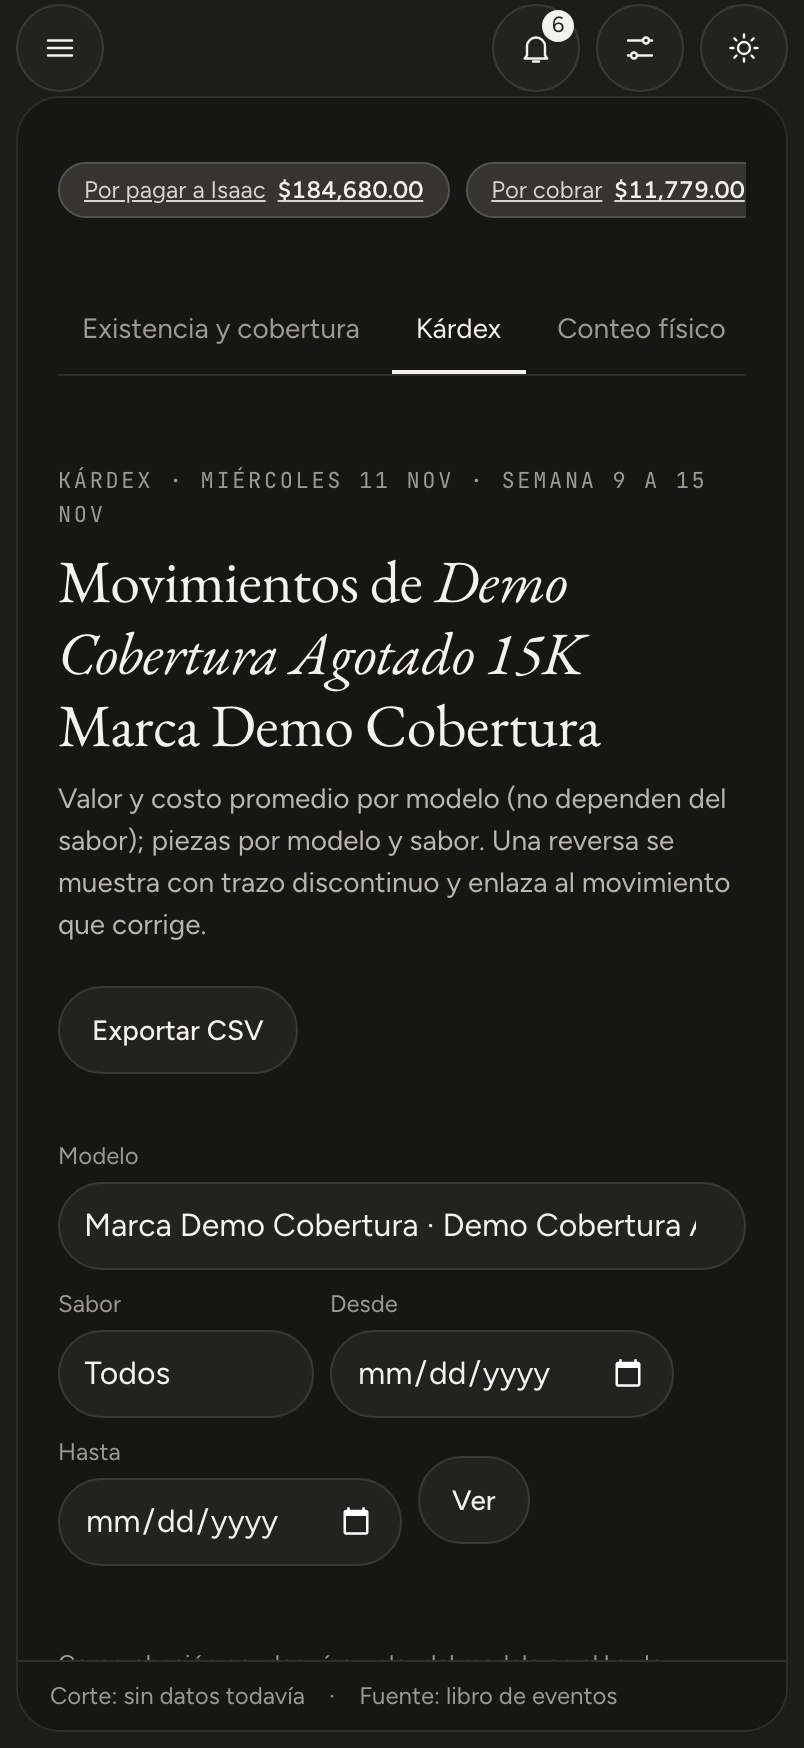 6
Por pagar a Isaac $184,680.00 Por cobrar $11,779.00
Existencia y cobertura Kárdex Conteo físico
KÁRDEX · MIÉRCOLES 11 NOV · SEMANA 9 A 15
NOV
Movimientos de Demo
Cobertura Agotado 15K
Marca Demo Cobertura
Valor y costo promedio por modelo (no dependen del
sabor); piezas por modelo y sabor. Una reversa se
muestra con trazo discontinuo y enlaza al movimiento
que corrige.
Exportar CSV
Modelo
Marca Demo Cobertura · Demo Cobertura
Sabor Desde
Todos mm/dd/yyyy
Hasta
mm/dd/yyyy Ver
Corte: sin datos todavía · Fuente: libro de eventos